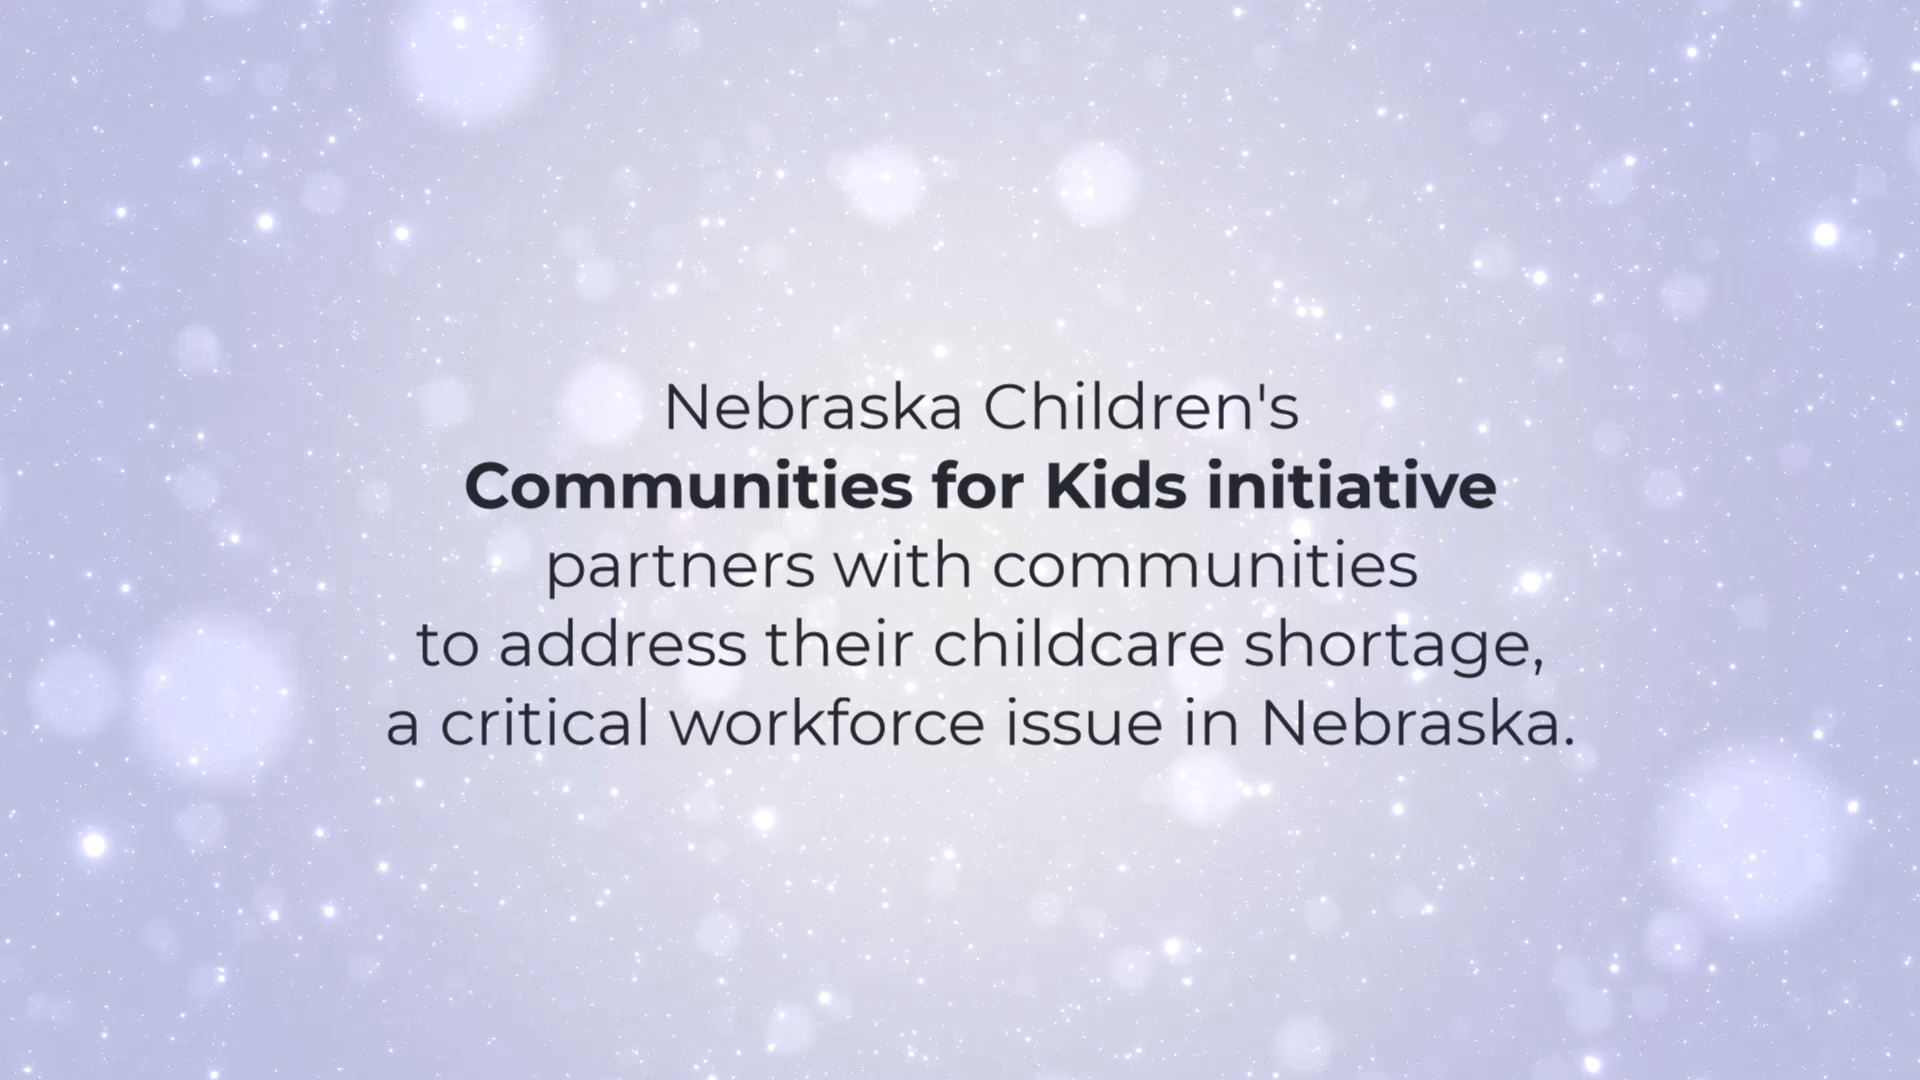 Nebraska Children's
Communities for Kids initiative
partners with communities
to address their childcare shortage,
a critical workforce issue in Nebraska.